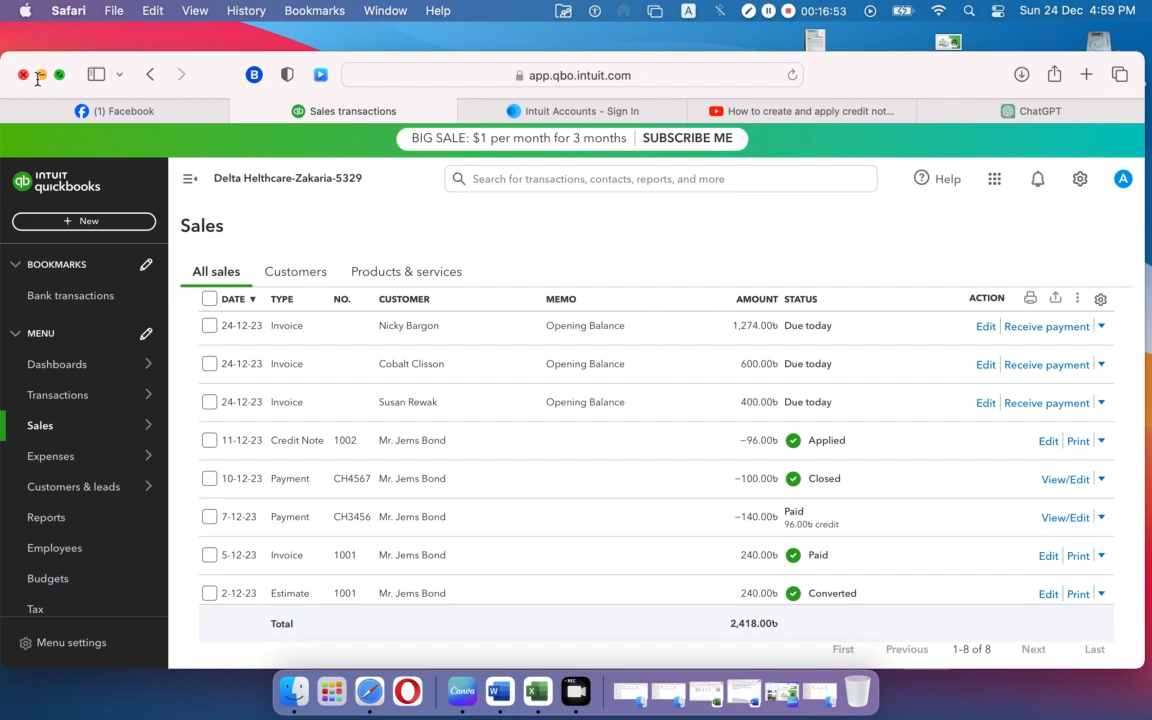 Safari File Edit View History Bookmarks Window Help A 00:16:53 Sun 24 Dec 4:59 PM
B app.qbo.intuit.com
(1) Facebook qb Sales transactions Intuit Accounts - Sign In How to create and apply credit not... ChatGPT
BIG SALE: $1 per month for 3 months SUBSCRIBE ME
qb INTUIT quickbooks
Delta Helthcare-Zakaria-5329 Search for transactions, contacts, reports, and more Help A
+ New
Sales
BOOKMARKS
Bank transactions
MENU
Dashboards
Transactions
Sales
Expenses
Customers & leads
Reports
Employees
Budgets
Tax
Menu settings
All sales Customers Products & services
DATE ▼ TYPE NO. CUSTOMER MEMO AMOUNT STATUS ACTION
24-12-23 Invoice Nicky Bargon Opening Balance 1,274.00৳ Due today Edit Receive payment
24-12-23 Invoice Cobalt Clisson Opening Balance 600.00৳ Due today Edit Receive payment
24-12-23 Invoice Susan Rewak Opening Balance 400.00৳ Due today Edit Receive payment
11-12-23 Credit Note 1002 Mr. Jems Bond −96.00৳ Applied Edit Print
10-12-23 Payment CH4567 Mr. Jems Bond −100.00৳ Closed View/Edit
7-12-23 Payment CH3456 Mr. Jems Bond −140.00৳ Paid View/Edit
96.00৳ credit
5-12-23 Invoice 1001 Mr. Jems Bond 240.00৳ Paid Edit Print
2-12-23 Estimate 1001 Mr. Jems Bond 240.00৳ Converted Edit Print
Total 2,418.00৳
First Previous 1-8 of 8 Next Last
Canva W X REC